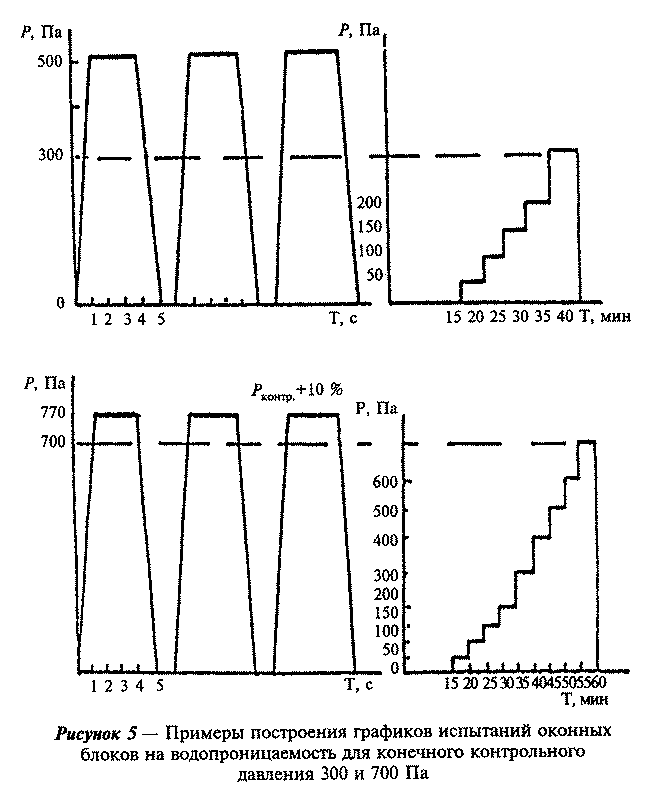 P, Па
500
300
0
1 2 3 4 5
T, с
P, Па
200
150
100
50
15 20 25 30 35 40 T, мин
P, Па
770
700
P контр.+10 %
1 2 3 4 5
T, с
P, Па
600
500
400
300
200
150
100
50
0
15 20 25 30 35 40 45 50 55 60
T, мин
Рисунок 5 — Примеры построения графиков испытаний оконных
блоков на водопроницаемость для конечного контрольного
давления 300 и 700 Па